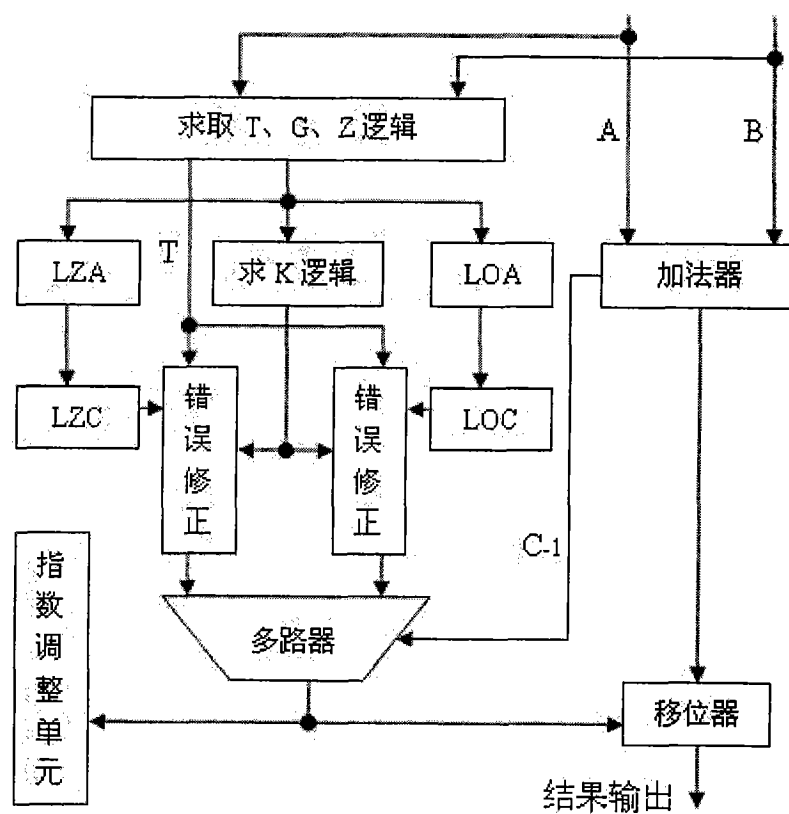 求取 T、G、Z 逻辑
A
B
T
LZA
求 K 逻辑
LOA
加法器
LZC
错误修正
错误修正
LOC
C-1
指数调整单元
多路器
移位器
结果输出